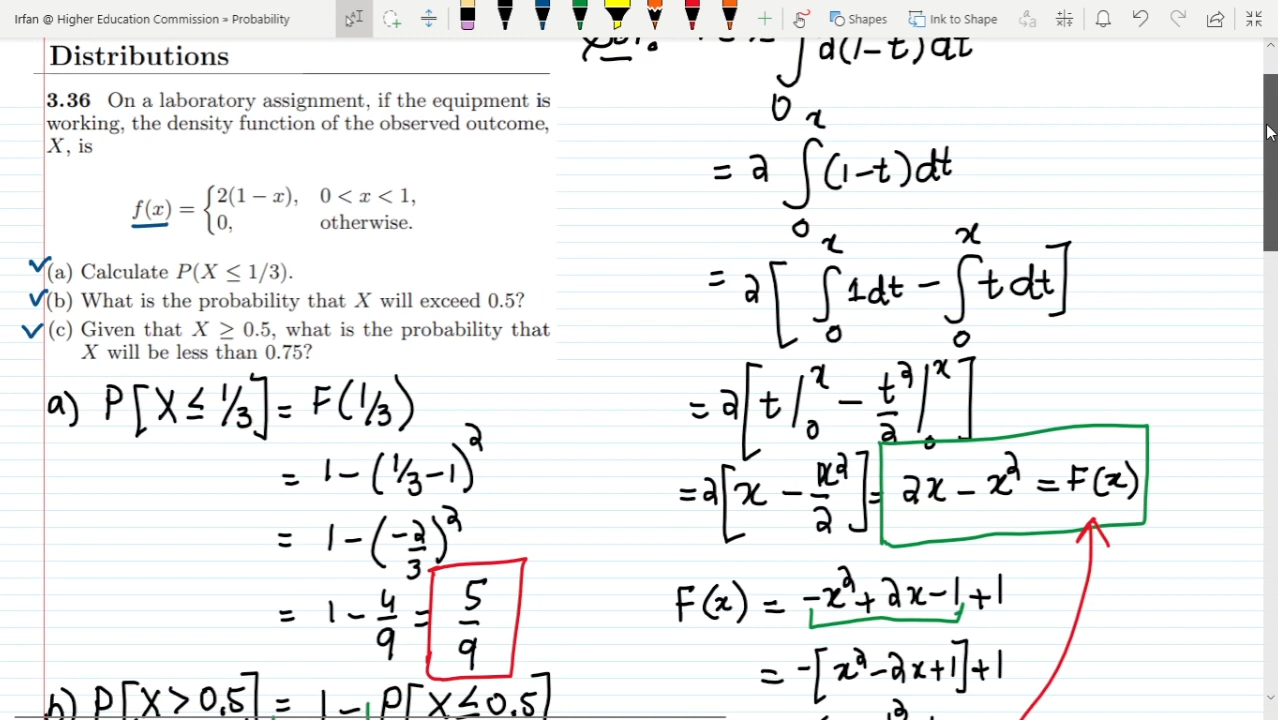 Irfan @ Higher Education Commission » Probability
Shapes
Ink to Shape
Distributions
3.36 On a laboratory assignment, if the equipment is
working, the density function of the observed outcome,
X, is
f(x) = { 2(1 − x), 0 < x < 1,
0, otherwise.
(a) Calculate P(X ≤ 1/3).
(b) What is the probability that X will exceed 0.5?
(c) Given that X ≥ 0.5, what is the probability that
X will be less than 0.75?
a) P[X ≤ 1/3] = F(1/3)
= 1 − (1/3 − 1)²
= 1 − (−2/3)²
= 1 − 4/9 = 5/9
b) P[X > 0.5] = 1 − P[X ≤ 0.5]
∫₀ˣ 2(1−t)dt
= 2 ∫₀ˣ (1−t)dt
= 2[∫₀ˣ 1dt − ∫₀ˣ t dt]
= 2[t|₀ˣ − t²/2|₀ˣ]
= 2[x − x²/2] = 2x − x² = F(x)
F(x) = −x² + 2x − 1 + 1
= −[x² − 2x + 1] + 1